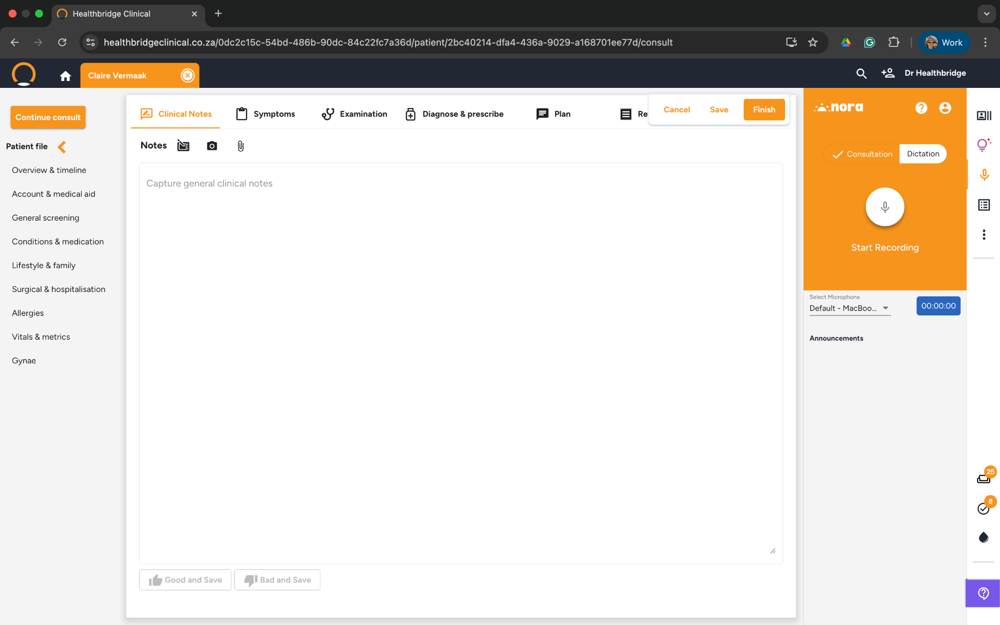 Healthbridge Clinical
healthbridgeclinical.co.za/0dc2c15c-54bd-486b-90dc-84c22fc7a36d/patient/2bc40214-dfa4-436a-9029-a168701ee77d/consult
Work
Claire Vermaak
Dr Healthbridge
Continue consult
Patient file
Overview & timeline
Account & medical aid
General screening
Conditions & medication
Lifestyle & family
Surgical & hospitalisation
Allergies
Vitals & metrics
Gynae
Clinical Notes
Symptoms
Examination
Diagnose & prescribe
Plan
Re
Cancel
Save
Finish
Notes
Capture general clinical notes
Good and Save
Bad and Save
nora
Consultation
Dictation
Start Recording
Select Microphone
Default - MacBoo...
00:00:00
Announcements
25
8